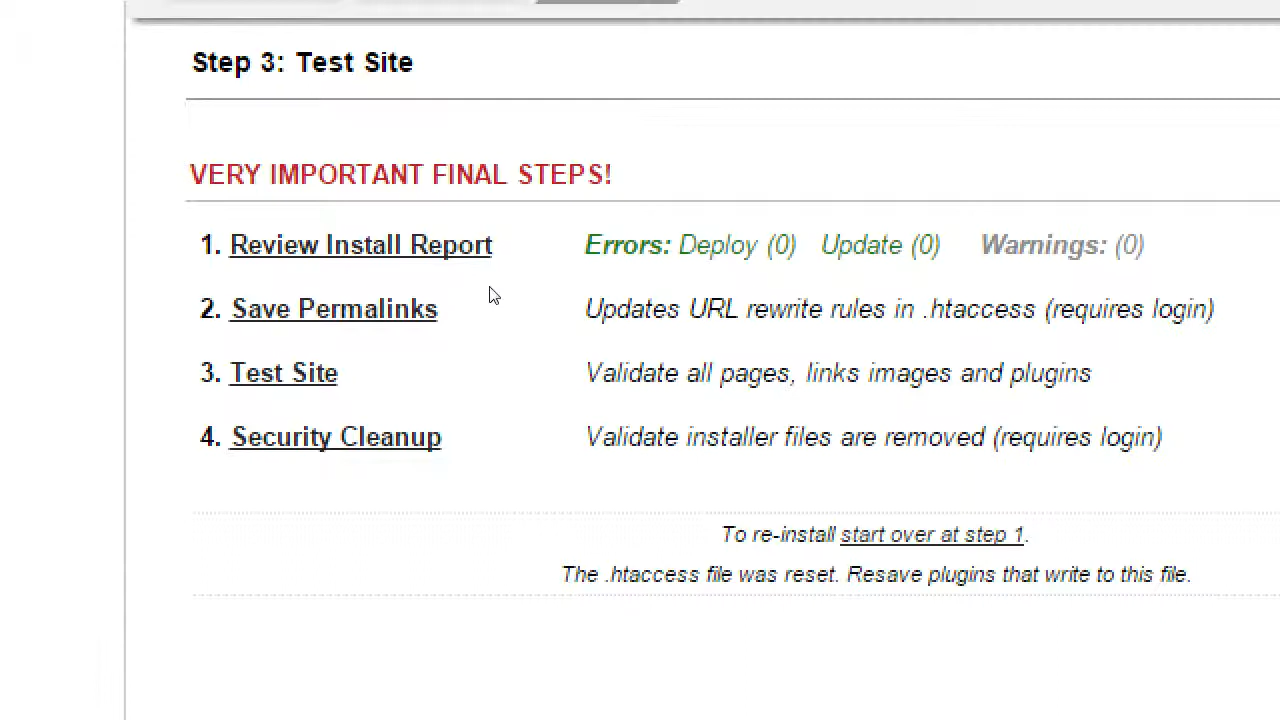 Step 3: Test Site
VERY IMPORTANT FINAL STEPS!
1. Review Install Report Errors: Deploy (0) Update (0) Warnings: (0)
2. Save Permalinks Updates URL rewrite rules in .htaccess (requires login)
3. Test Site Validate all pages, links images and plugins
4. Security Cleanup Validate installer files are removed (requires login)
To re-install start over at step 1.
The .htaccess file was reset. Resave plugins that write to this file.